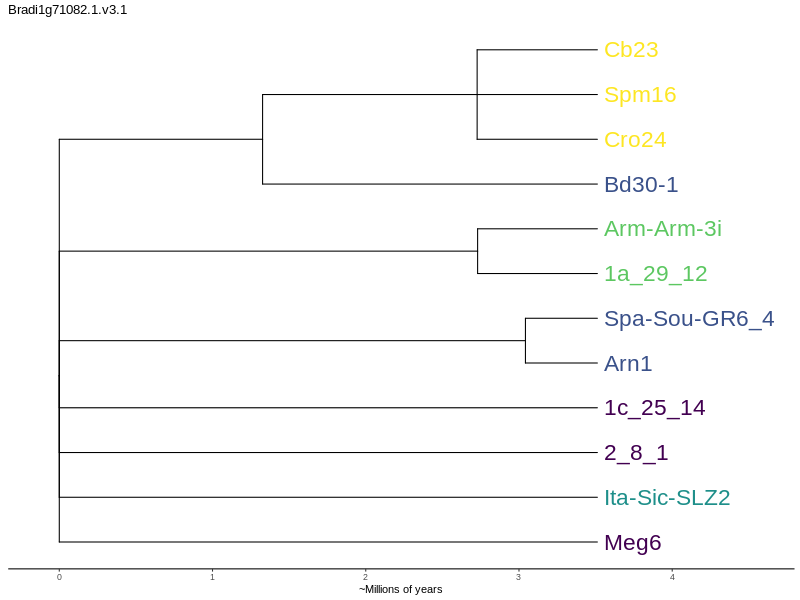 Bradi1g71082.1.v3.1
Cb23
Spm16
Cro24
Bd30-1
Arm-Arm-3i
1a_29_12
Spa-Sou-GR6_4
Arn1
1c_25_14
2_8_1
Ita-Sic-SLZ2
Meg6
0 1 2 3 4
~Millions of years